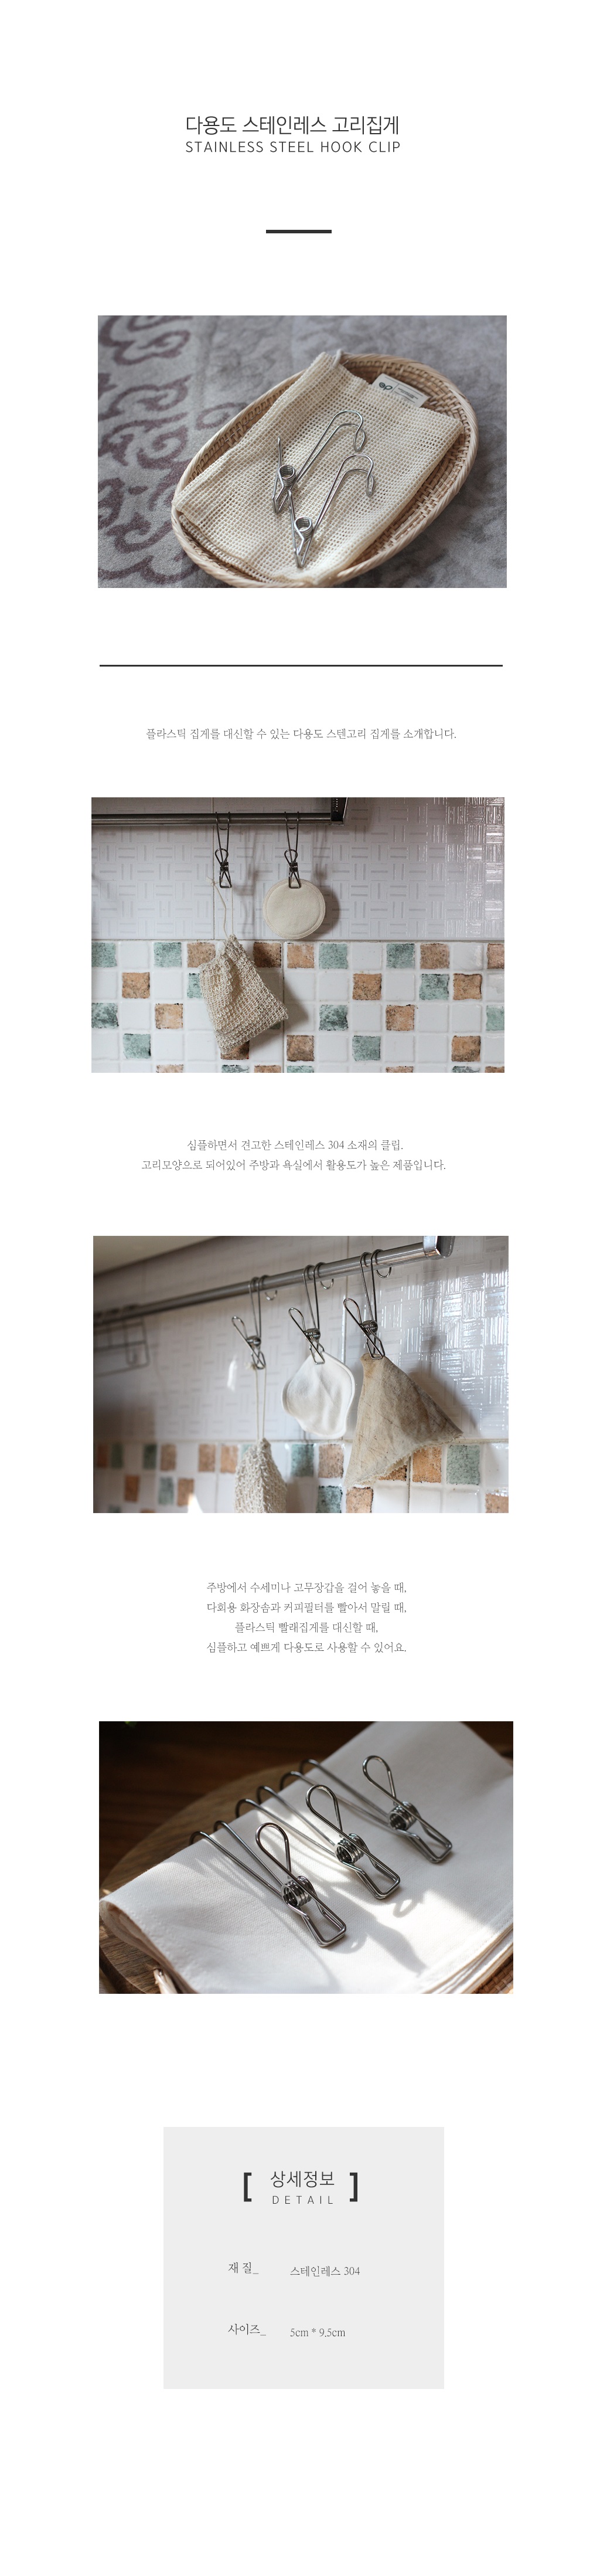 다용도 스테인레스 고리집게
STAINLESS STEEL HOOK CLIP
플라스틱 집게를 대신할 수 있는 다용도 스텐고리 집게를 소개합니다.
심플하면서 견고한 스테인레스 304 소재의 클립.
고리모양으로 되어있어 주방과 욕실에서 활용도가 높은 제품입니다.
주방에서 수세미나 고무장갑을 걸어 놓을 때,
다회용 화장솜과 커피필터를 빨아서 말릴 때,
플라스틱 빨래집게를 대신할 때,
심플하고 예쁘게 다용도로 사용할 수 있어요.
[ 상세정보 ]
DETAIL
재 질_ 스테인레스 304
사이즈_ 5cm * 9.5cm